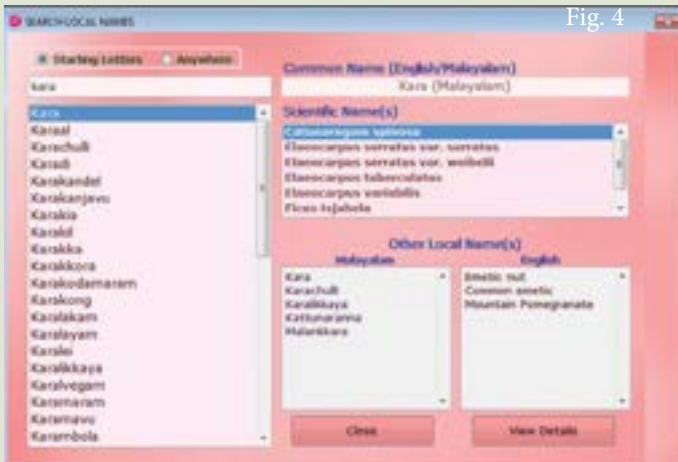 Fig. 4
SEARCH LOCAL NAMES
Starting Letters
Anywhere
kara
Kara
Karaal
Karachulli
Karadi
Karakandel
Karakanjavu
Karakia
Karakil
Karakka
Karakkora
Karakodamaram
Karakong
Karalakam
Karalayam
Karalei
Karalikkaya
Karalvegam
Karamaram
Karamavu
Karambola
Common Name (English/Malayalam)
Kara (Malayalam)
Scientific Name(s)
Catunaregam spinosa
Elaeocarpus serratus var. serratus
Elaeocarpus serratus var. weibelii
Elaeocarpus tuberculatus
Elaeocarpus variabilis
Ficus tsjahela
Other Local Name(s)
Malayalam
Kara
Karachulli
Karalikkaya
Kattunaranna
Malankkara
English
Emetic nut
Common emetic
Mountain Pomegranate
Close
View Details